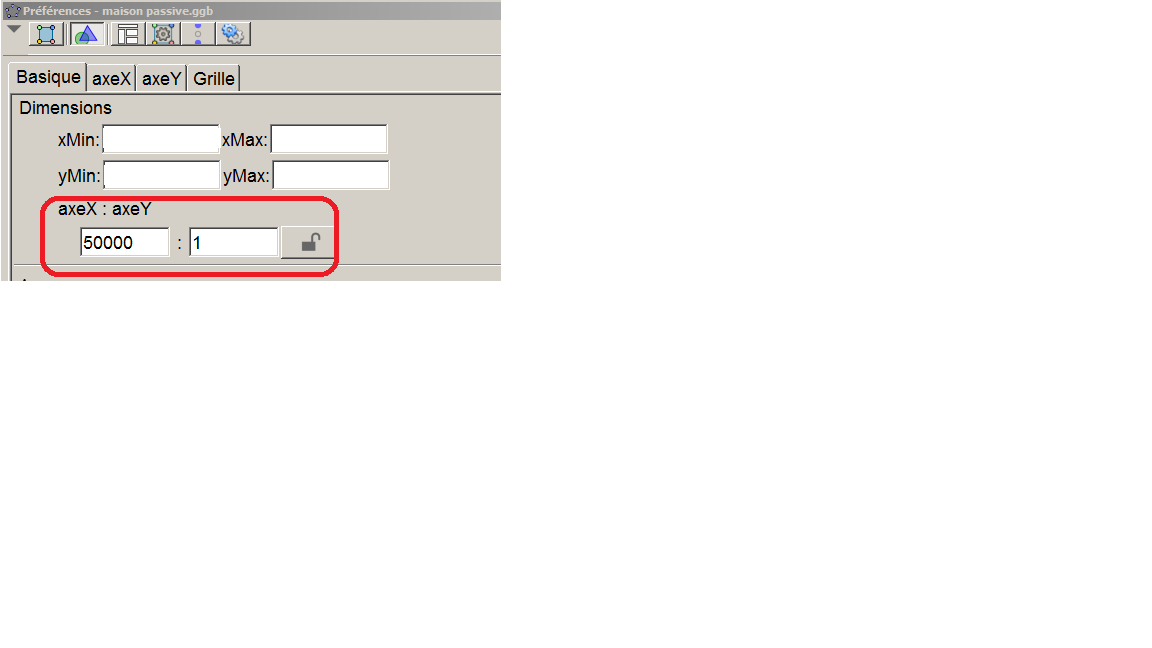 Préférences - maison passive.ggb
Basique axeX axeY Grille
Dimensions
xMin: xMax:
yMin: yMax:
axeX : axeY
50000 : 1